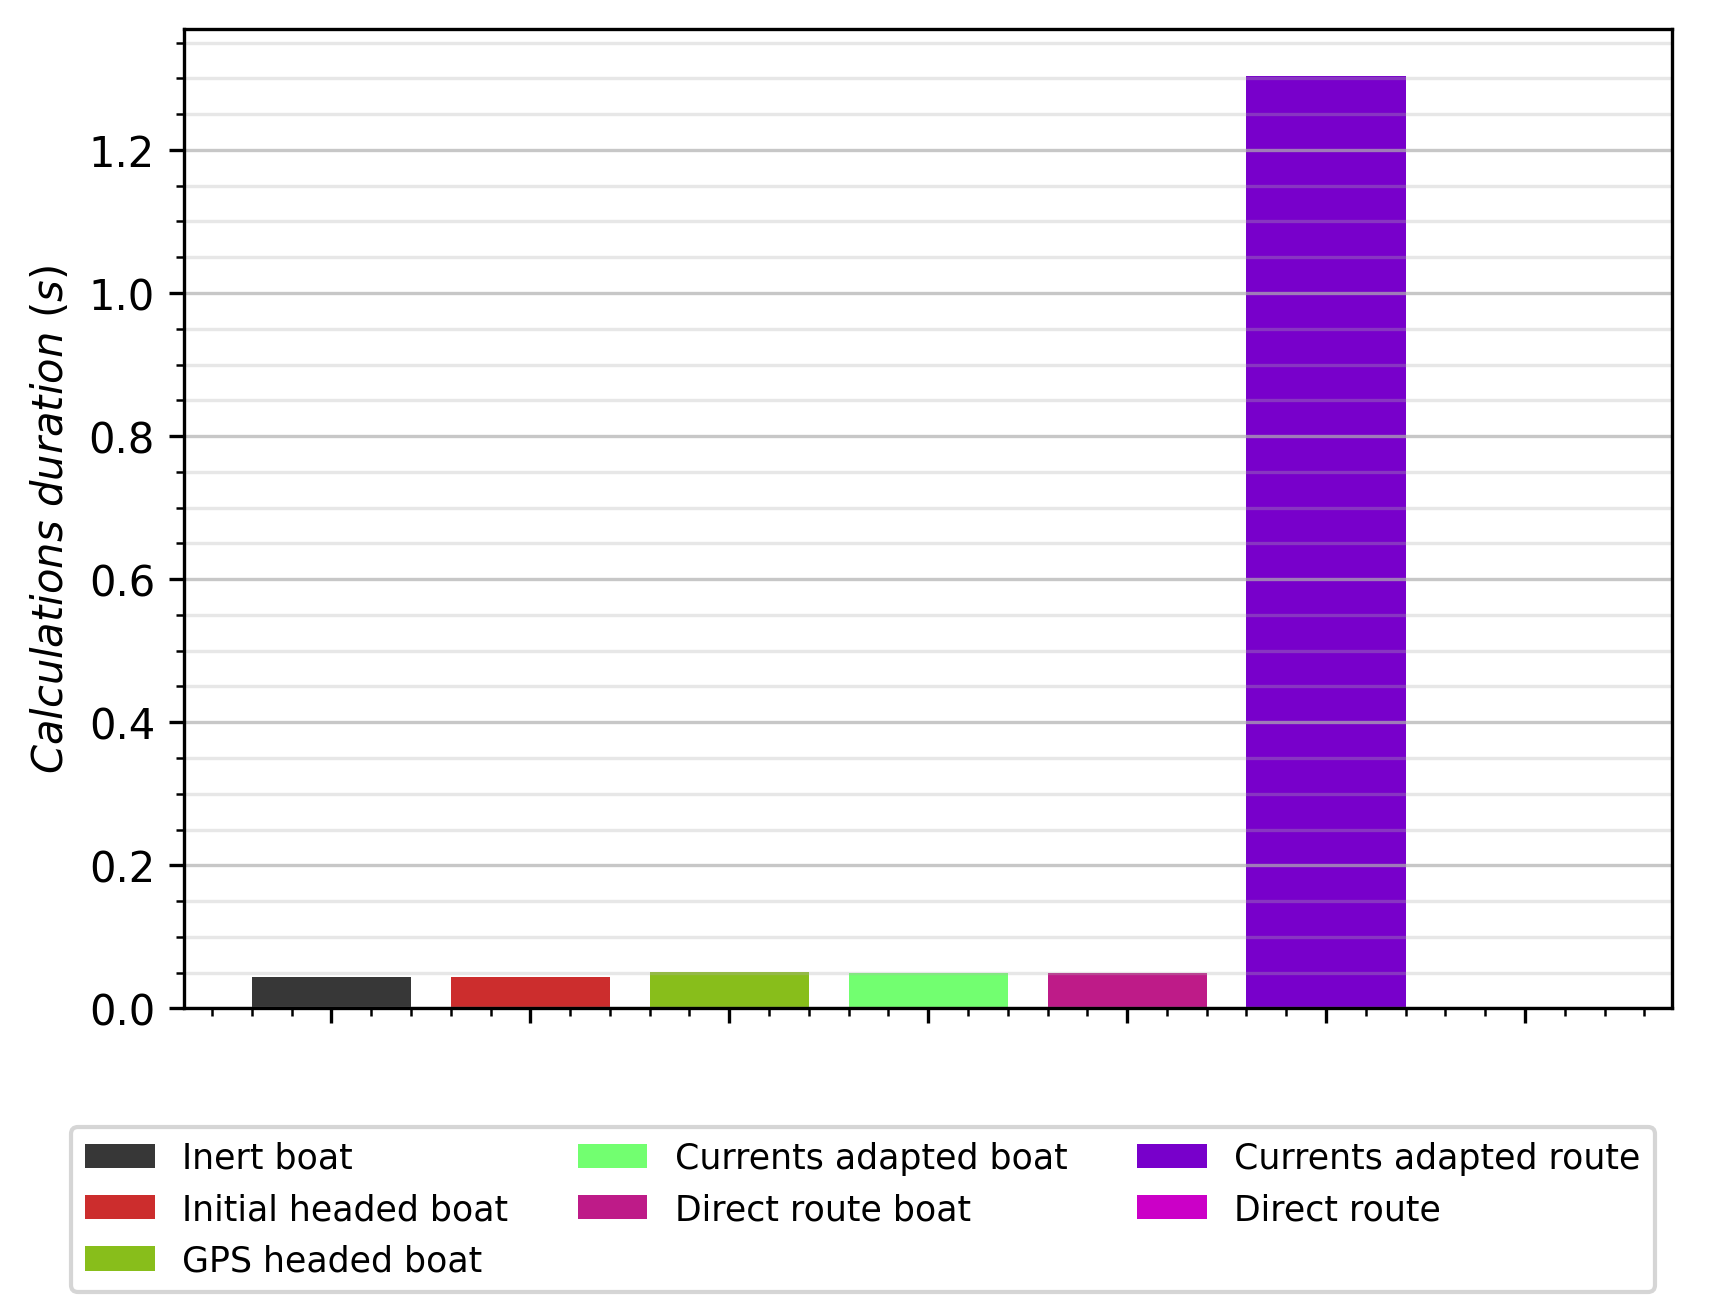 Calculations duration (s)
1.2
1.0
0.8
0.6
0.4
0.2
0.0
Inert boat
Initial headed boat
GPS headed boat
Currents adapted boat
Direct route boat
Currents adapted route
Direct route